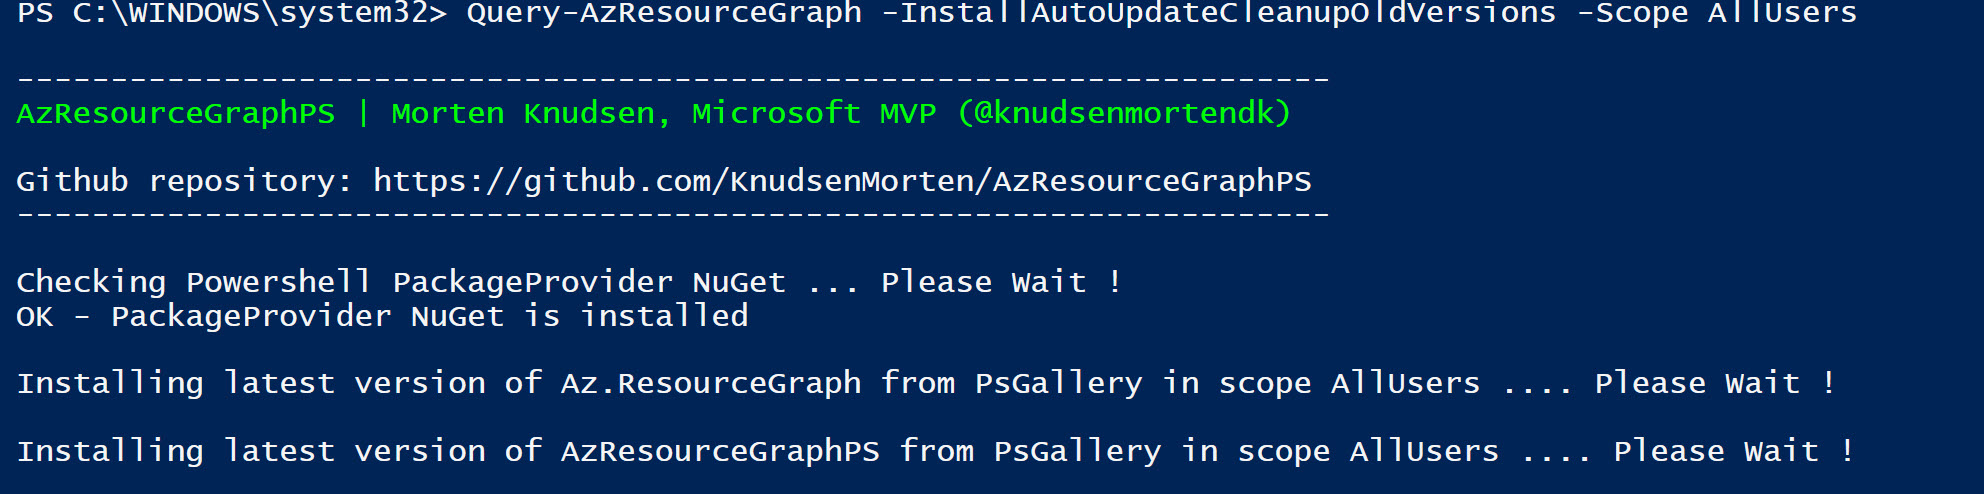 PS C:\WINDOWS\system32> Query-AzResourceGraph -InstallAutoUpdateCleanupOldVersions -Scope AllUsers
----------------------------------------------------------------------
AzResourceGraphPS | Morten Knudsen, Microsoft MVP (@knudsenmortendk)
Github repository: https://github.com/KnudsenMorten/AzResourceGraphPS
----------------------------------------------------------------------
Checking Powershell PackageProvider NuGet ... Please Wait !
OK - PackageProvider NuGet is installed
Installing latest version of Az.ResourceGraph from PsGallery in scope AllUsers .... Please Wait !
Installing latest version of AzResourceGraphPS from PsGallery in scope AllUsers .... Please Wait !